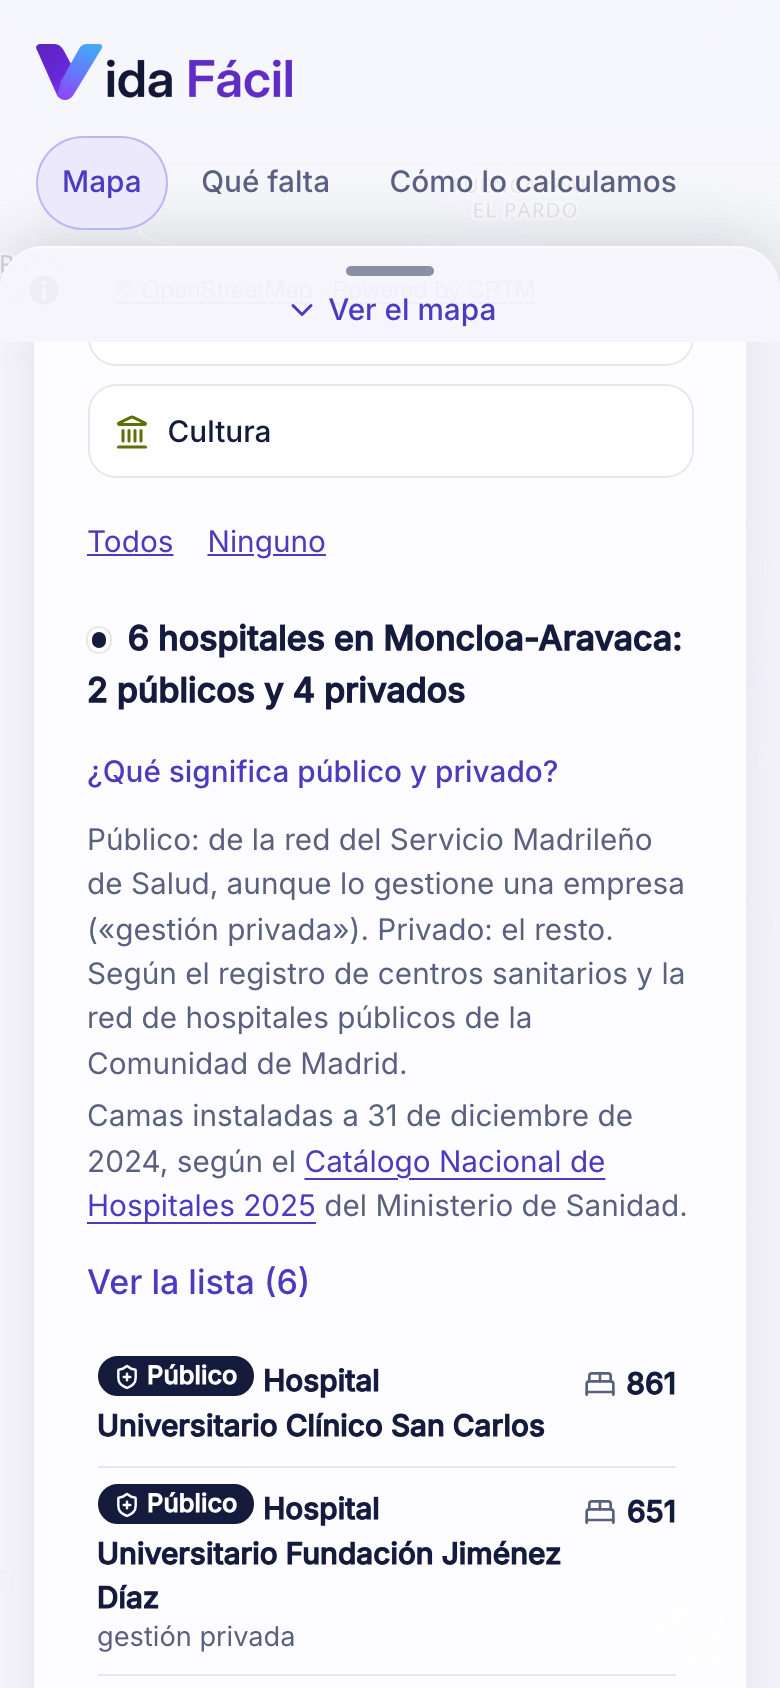 Vida Fácil
Mapa
Qué falta
Cómo lo calculamos
EL PARDO
© OpenStreetMap · Powered by CRTM
Ver el mapa
Cultura
Todos
Ninguno
6 hospitales en Moncloa-Aravaca:
2 públicos y 4 privados
¿Qué significa público y privado?
Público: de la red del Servicio Madrileño
de Salud, aunque lo gestione una empresa
(«gestión privada»). Privado: el resto.
Según el registro de centros sanitarios y la
red de hospitales públicos de la
Comunidad de Madrid.
Camas instaladas a 31 de diciembre de
2024, según el Catálogo Nacional de
Hospitales 2025 del Ministerio de Sanidad.
Ver la lista (6)
Público Hospital
Universitario Clínico San Carlos
861
Público Hospital
Universitario Fundación Jiménez
Díaz
gestión privada
651